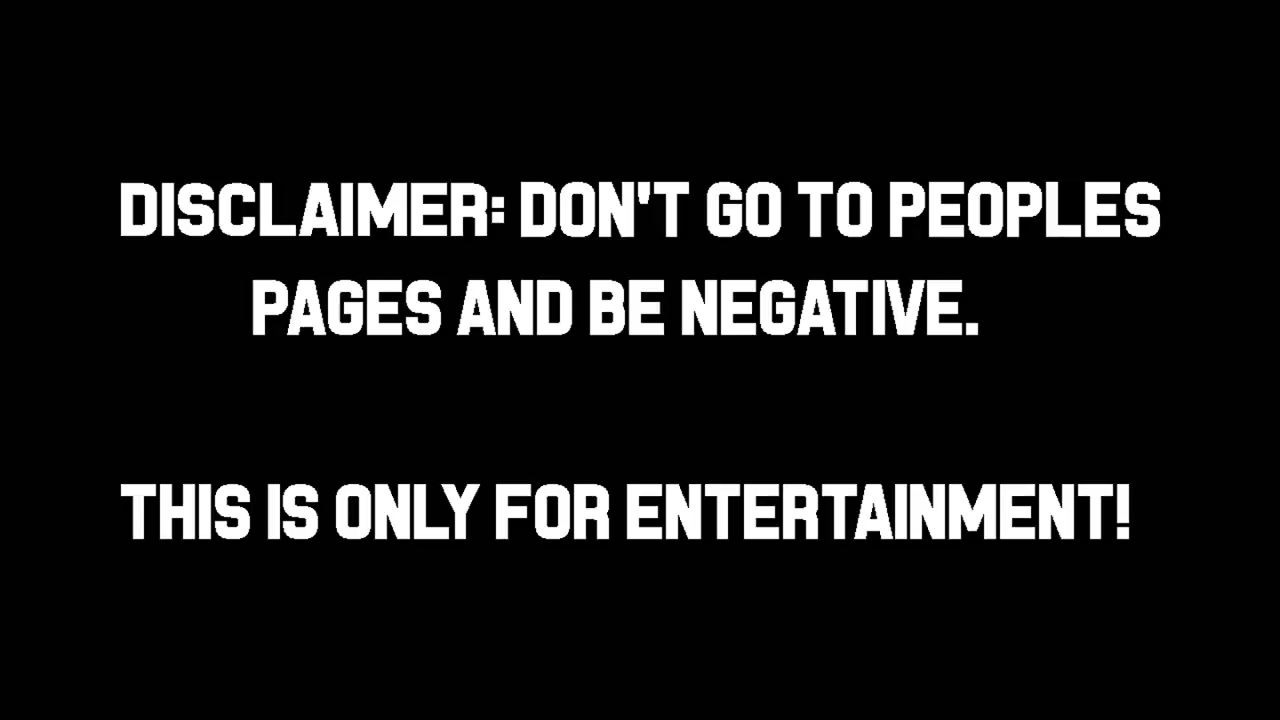 DISCLAIMER: DON'T GO TO PEOPLES
PAGES AND BE NEGATIVE.
THIS IS ONLY FOR ENTERTAINMENT!